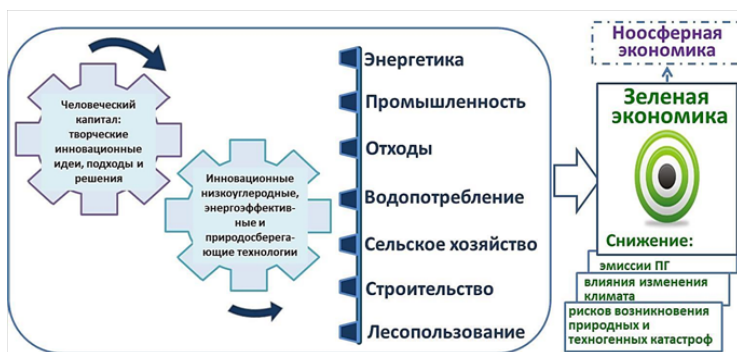 Человеческий
капитал:
творческие
инновационные
идеи, подходы и
решения
Инновационные
низкоуглеродные,
энергоэффектив-
ные и
природосберега-
ющие технологии
Энергетика
Промышленность
Отходы
Водопотребление
Сельское хозяйство
Строительство
Лесопользование
Ноосферная
экономика
Зеленая
экономика
Снижение:
эмиссии ПГ
влияния изменения
климата
рисков возникновения
природных и
техногенных катастроф